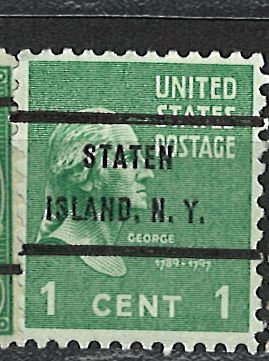 UNITED
STATES
POSTAGE
STATEN
ISLAND, N. Y.
GEORGE
1789-1797
1 CENT 1